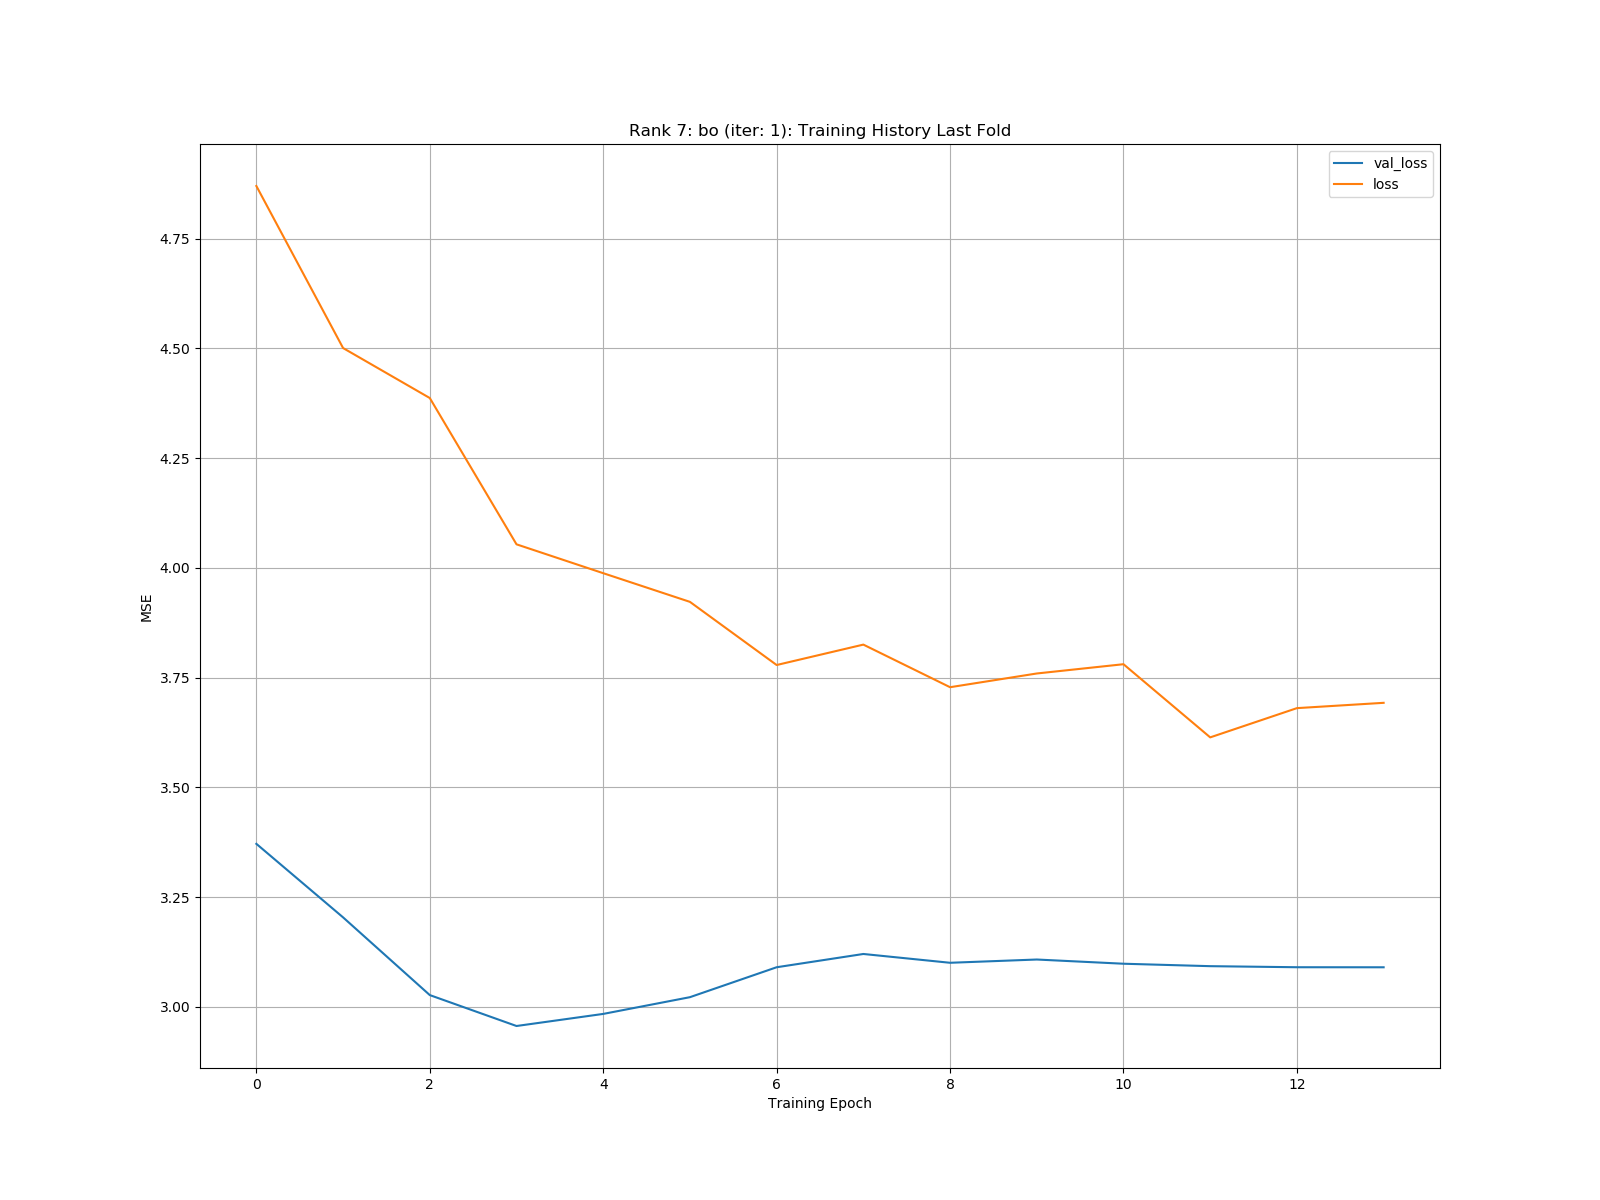 Rank 7: bo (iter: 1): Training History Last Fold
val_loss
loss
4.75
4.50
4.25
4.00
3.75
3.50
3.25
3.00
MSE
0 2 4 6 8 10 12
Training Epoch